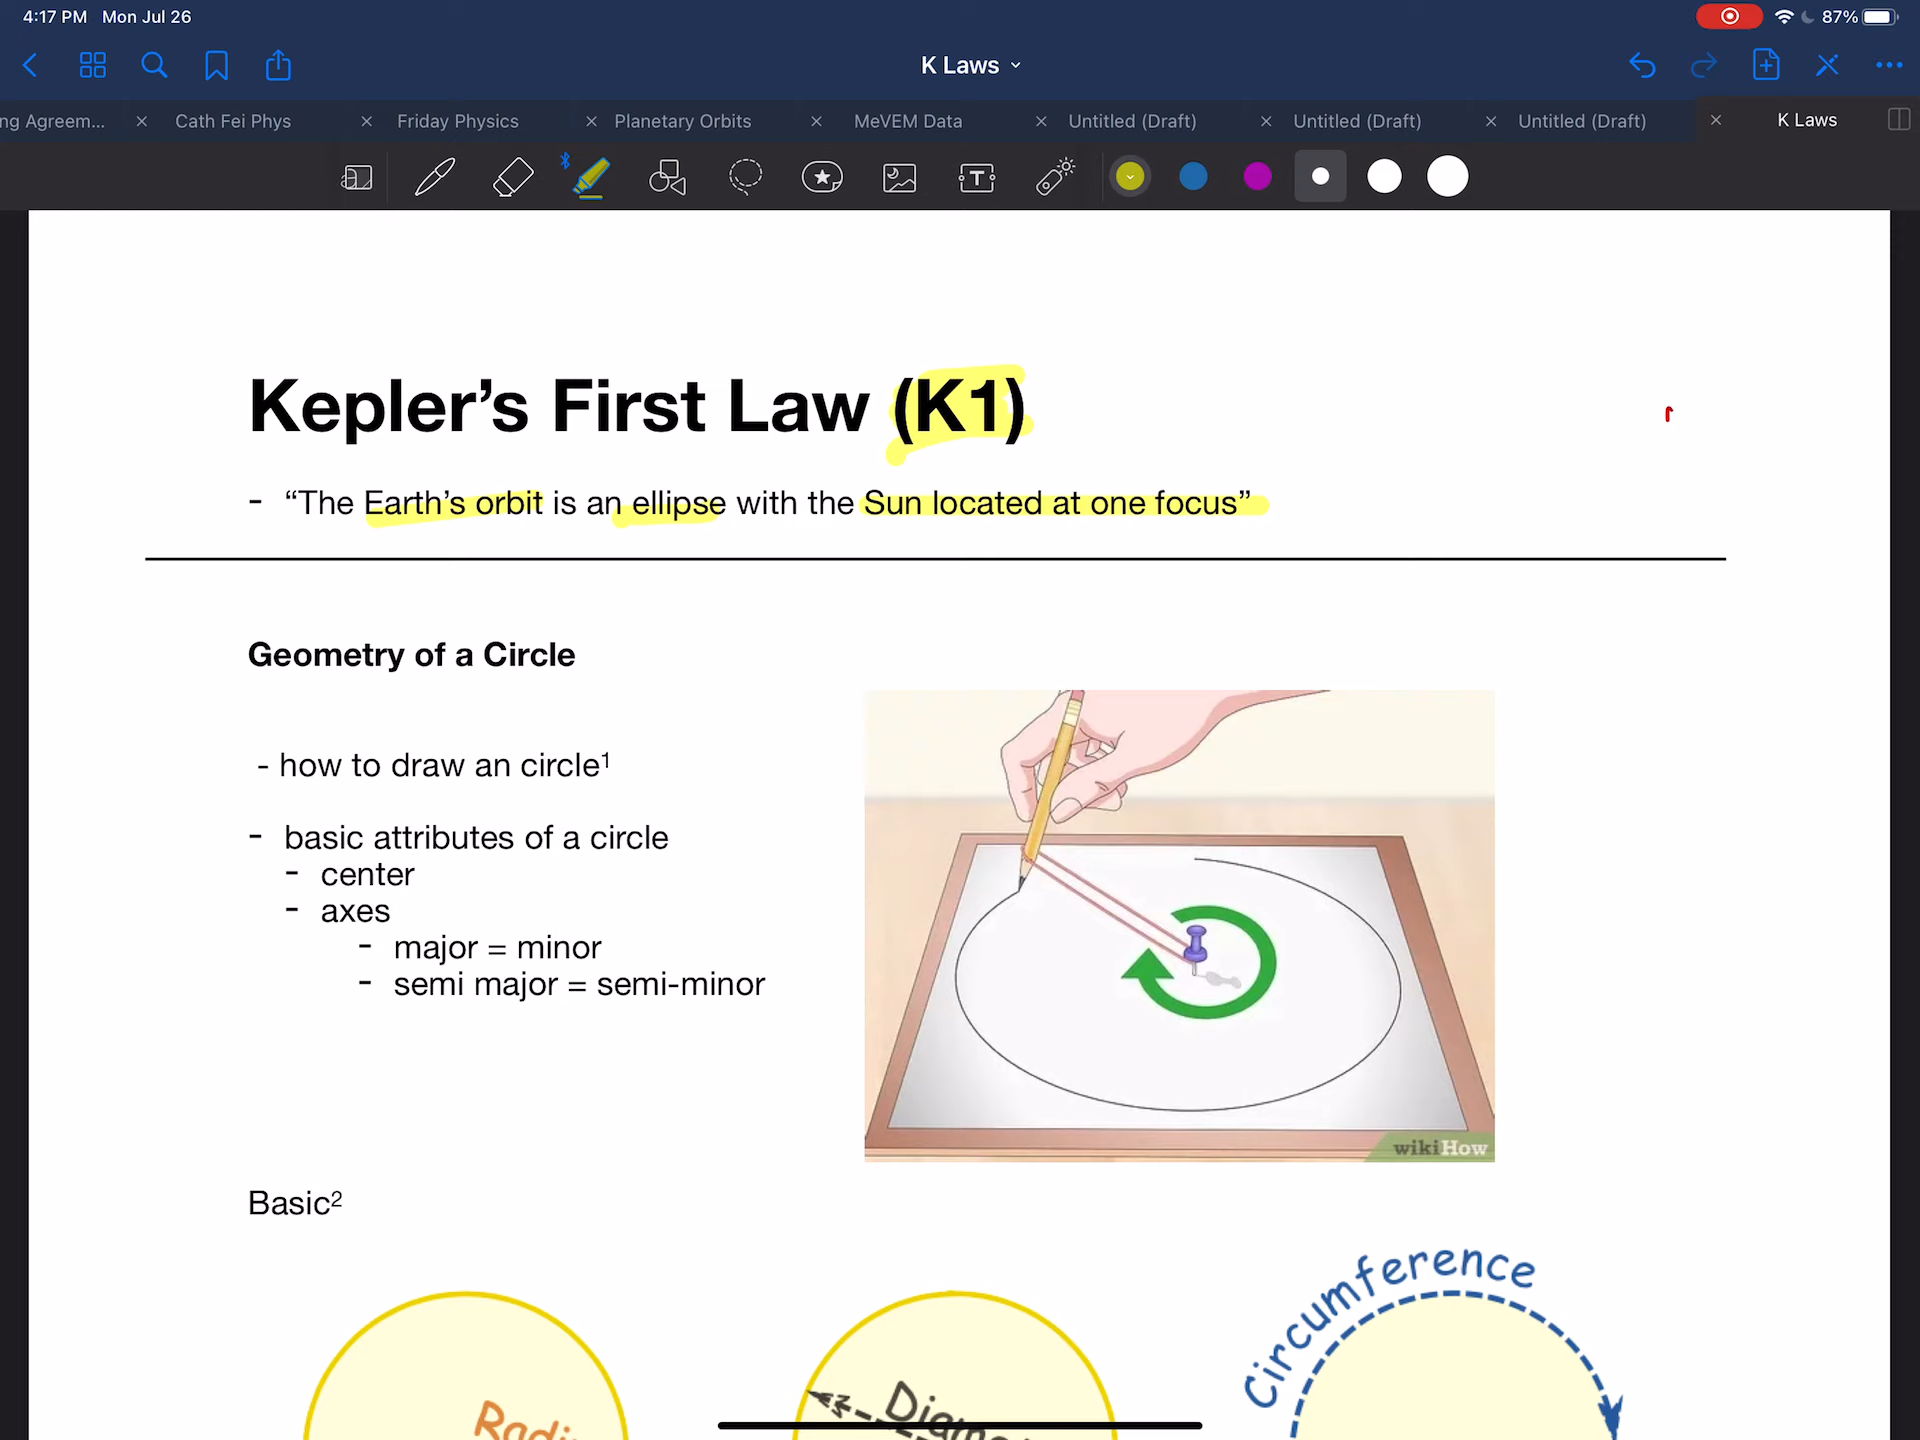 4:17 PM Mon Jul 26
87%
K Laws
ng Agreem...
Cath Fei Phys
Friday Physics
Planetary Orbits
MeVEM Data
Untitled (Draft)
Untitled (Draft)
Untitled (Draft)
K Laws
Kepler’s First Law (K1)
- “The Earth’s orbit is an ellipse with the Sun located at one focus”
Geometry of a Circle
- how to draw an circle¹
- basic attributes of a circle
- center
- axes
- major = minor
- semi major = semi-minor
wikiHow
Basic²
Circumference